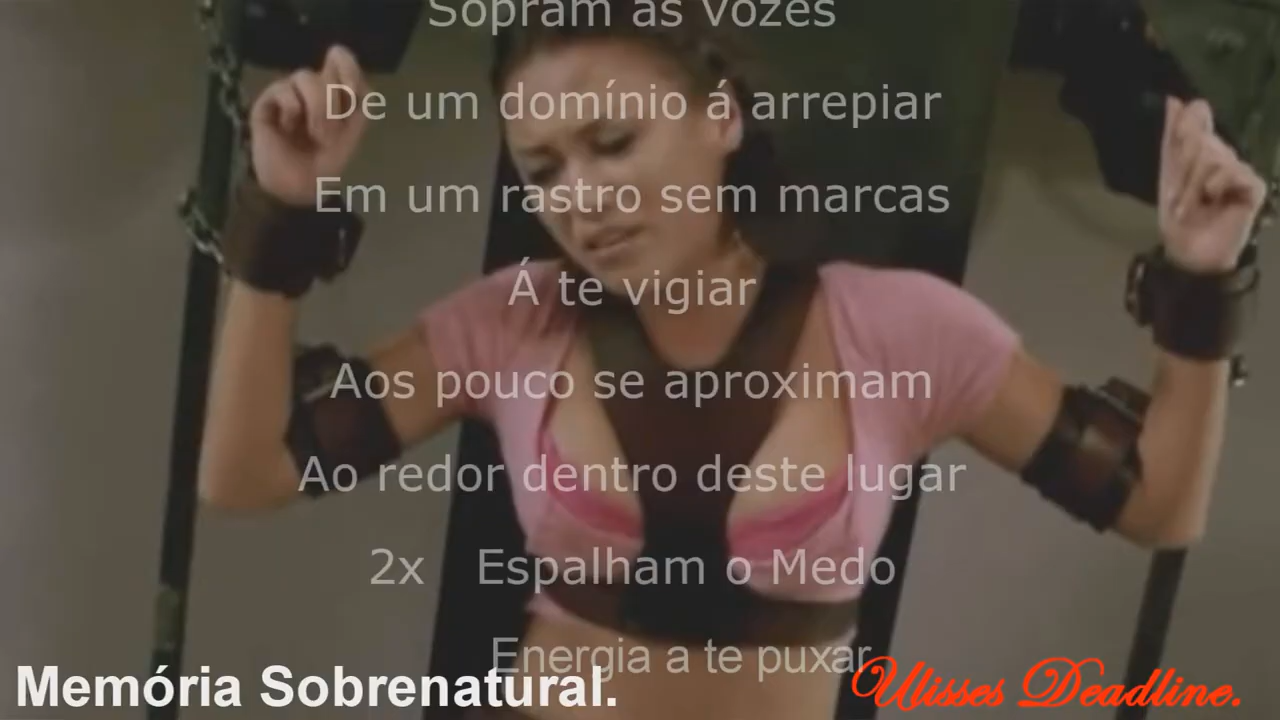 Sopram as Vozes
De um domínio á arrepiar
Em um rastro sem marcas
Á te vigiar
Aos pouco se aproximam
Ao redor dentro deste lugar
2x Espalham o Medo
Energia a te puxar
Memória Sobrenatural.
Ulisses Deadline.